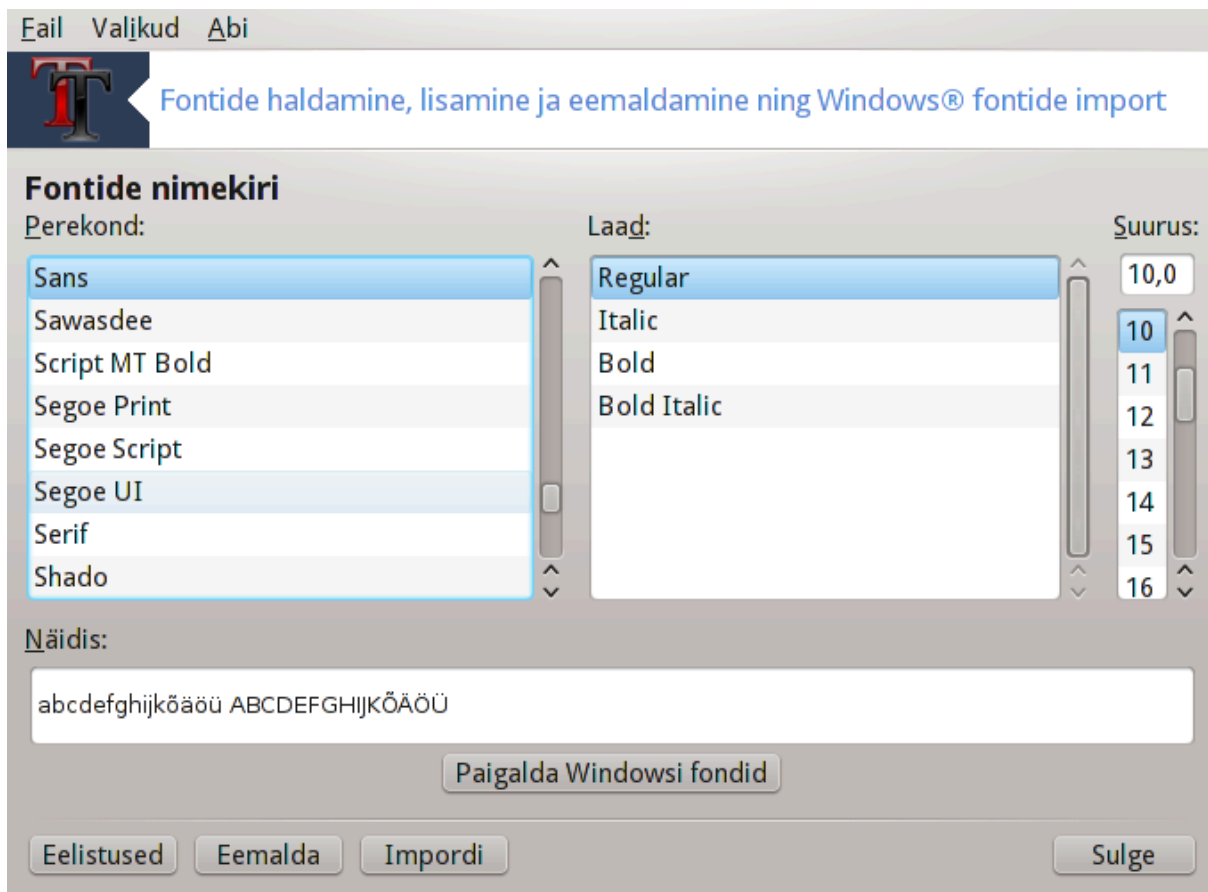 Fail Valikud Abi
Fontide haldamine, lisamine ja eemaldamine ning Windows® fontide import
Fontide nimekiri
Perekond: Laad: Suurus:
Sans Regular 10,0
Sawasdee Italic 10
Script MT Bold Bold 11
Segoe Print Bold Italic 12
Segoe Script 13
Segoe UI 14
Serif 15
Shado 16
Näidis:
abcdefghijkõäöü ABCDEFGHIJKÕÄÖÜ
Paigalda Windowsi fondid
Eelistused Eemalda Impordi Sulge